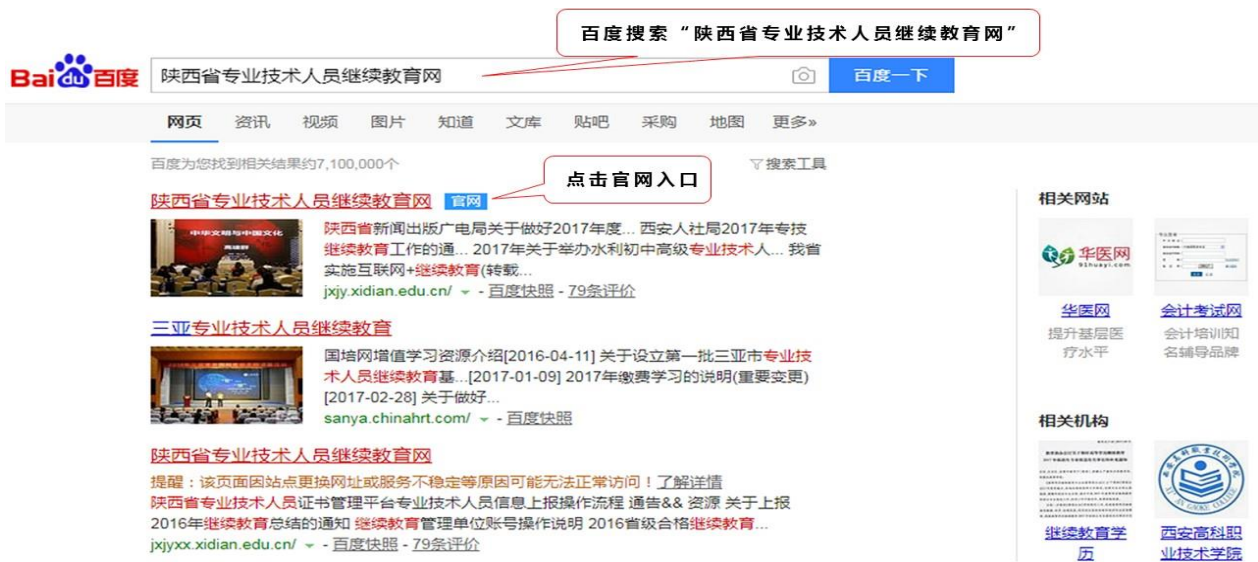 百度搜索“陕西省专业技术人员继续教育网”
Bai du 百度 陕西省专业技术人员继续教育网 百度一下
网页 资讯 视频 图片 知道 文库 贴吧 采购 地图 更多»
百度为您找到相关结果约7,100,000个 搜索工具
点击官网入口
陕西省专业技术人员继续教育网 官网
中华文明与中国文化
陕西省新闻出版广电局关于做好2017年度... 西安人社局2017年专技
继续教育工作的通... 2017年关于举办水利初中高级专业技术人... 我省
实施互联网+继续教育(转载...
jxjy.xidian.edu.cn/ - 百度快照 - 79条评价
三亚专业技术人员继续教育
国培网增值学习资源介绍[2016-04-11] 关于设立第一批三亚市专业技
术人员继续教育基...[2017-01-09] 2017年缴费学习的说明(重要变更)
[2017-02-28] 关于做好...
sanya.chinahrt.com/ - 百度快照
陕西省专业技术人员继续教育网
提醒：该页面因站点更换网址或服务不稳定等原因可能无法正常访问！了解详情
陕西省专业技术人员证书管理平台专业技术人员信息上报操作流程 通告&& 资源 关于上报
2016年继续教育总结的通知 继续教育管理单位账号操作说明 2016省级合格继续教育...
jxjyxx.xidian.edu.cn/ - 百度快照 - 79条评价
相关网站
华医网
91huayi.com
华医网 会计考试网
提升基层医 会计培训知
疗水平 名辅导品牌
相关机构
继续教育学 西安高科职
历 业技术学院